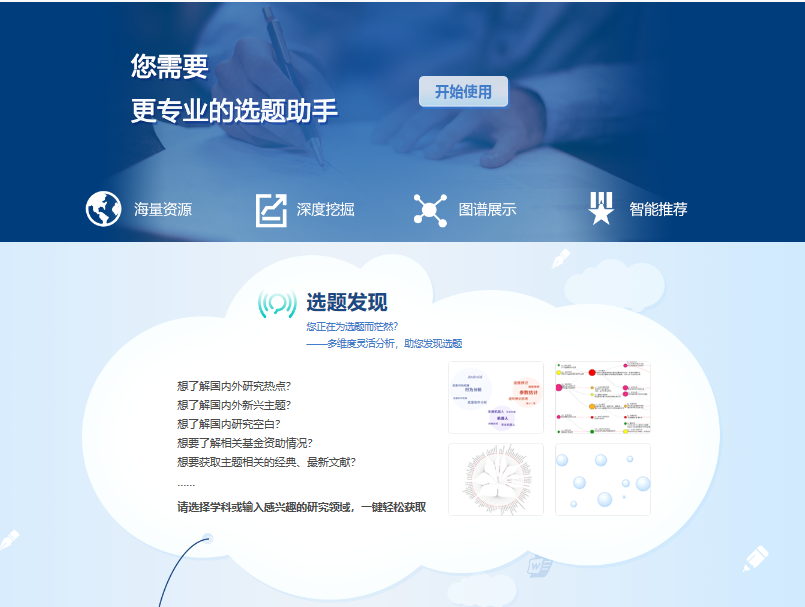 您需要
更专业的选题助手
开始使用
海量资源
深度挖掘
图谱展示
智能推荐
选题发现
您正在为选题而茫然？
——多维度灵活分析，助您发现选题
想了解国内外研究热点？
想了解国内外新兴主题？
想了解国内研究空白？
想要了解相关基金资助情况？
想要获取主题相关的经典、最新文献？
......
请选择学科或输入感兴趣的研究领域，一键轻松获取
参数估计
机器人
W